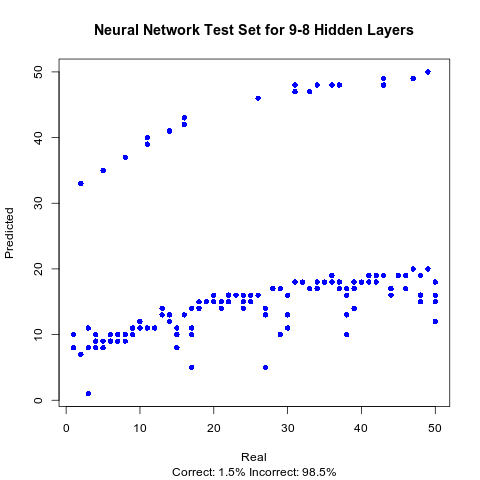 Neural Network Test Set for 9-8 Hidden Layers
Predicted
50
40
30
20
10
0
0 10 20 30 40 50
Real
Correct: 1.5% Incorrect: 98.5%